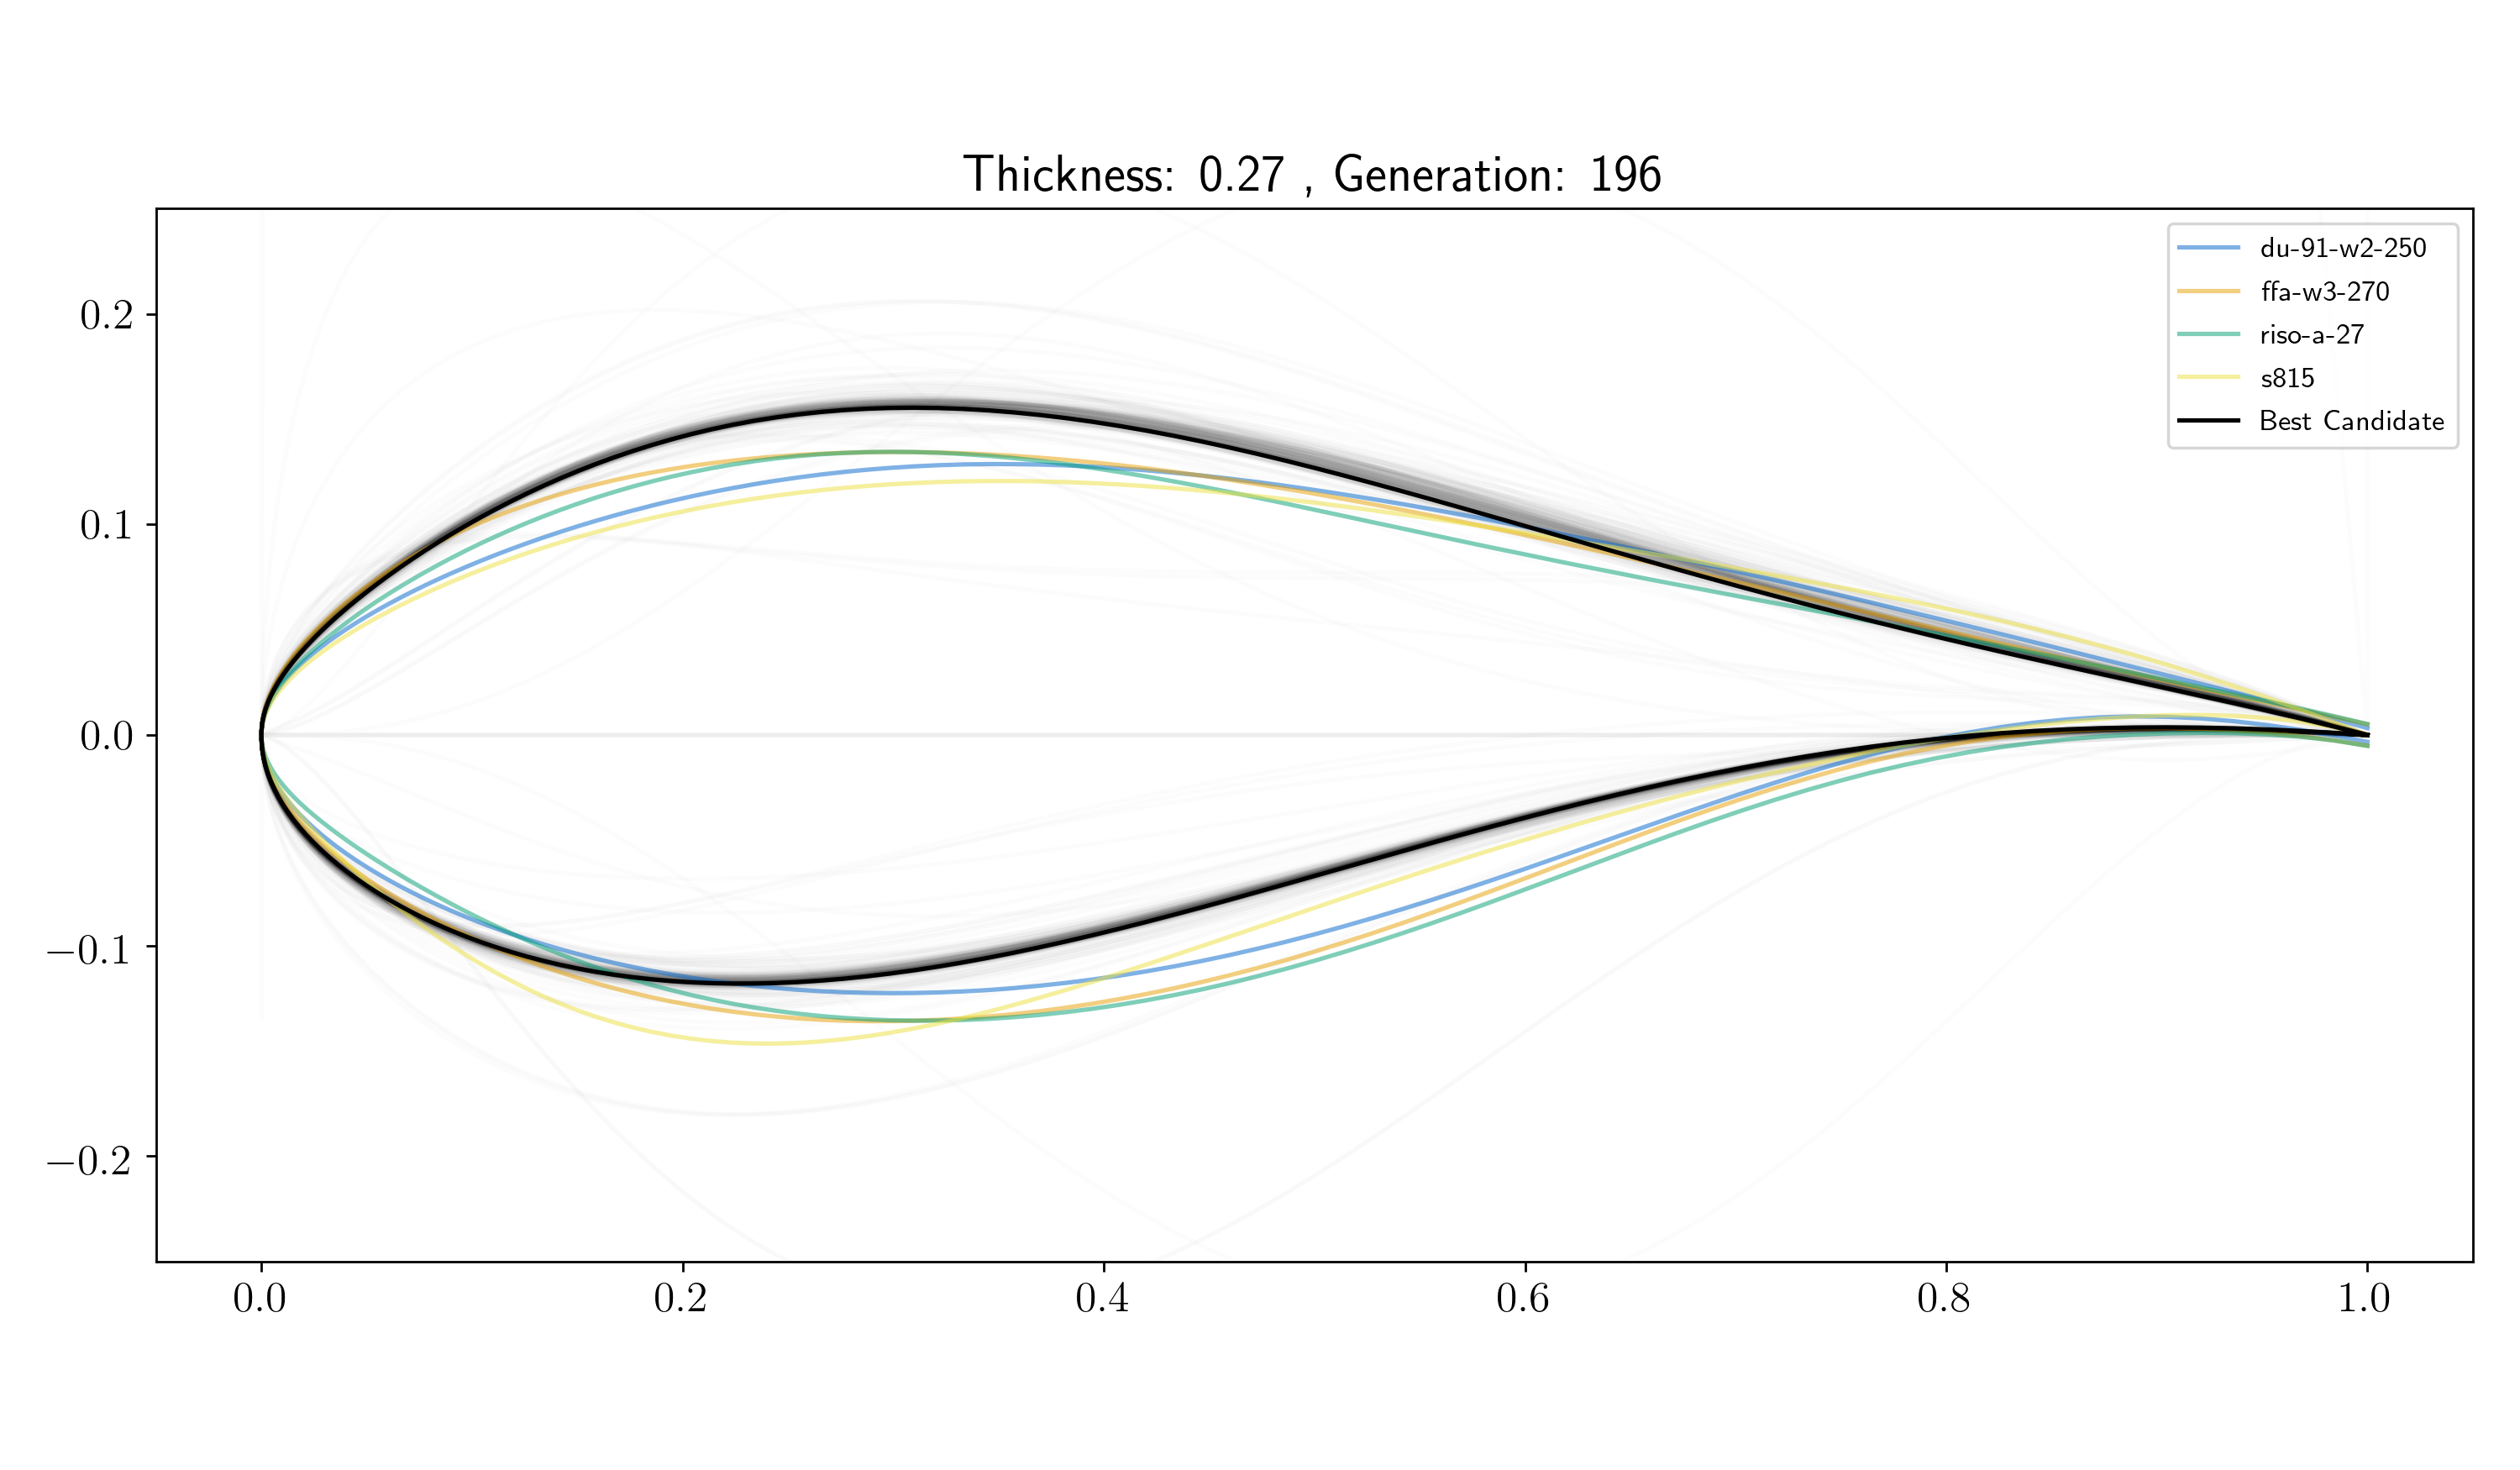 Thickness: 0.27 , Generation: 196
du-91-w2-250
ffa-w3-270
riso-a-27
s815
Best Candidate
0.2
0.1
0.0
−0.1
−0.2
0.0 0.2 0.4 0.6 0.8 1.0